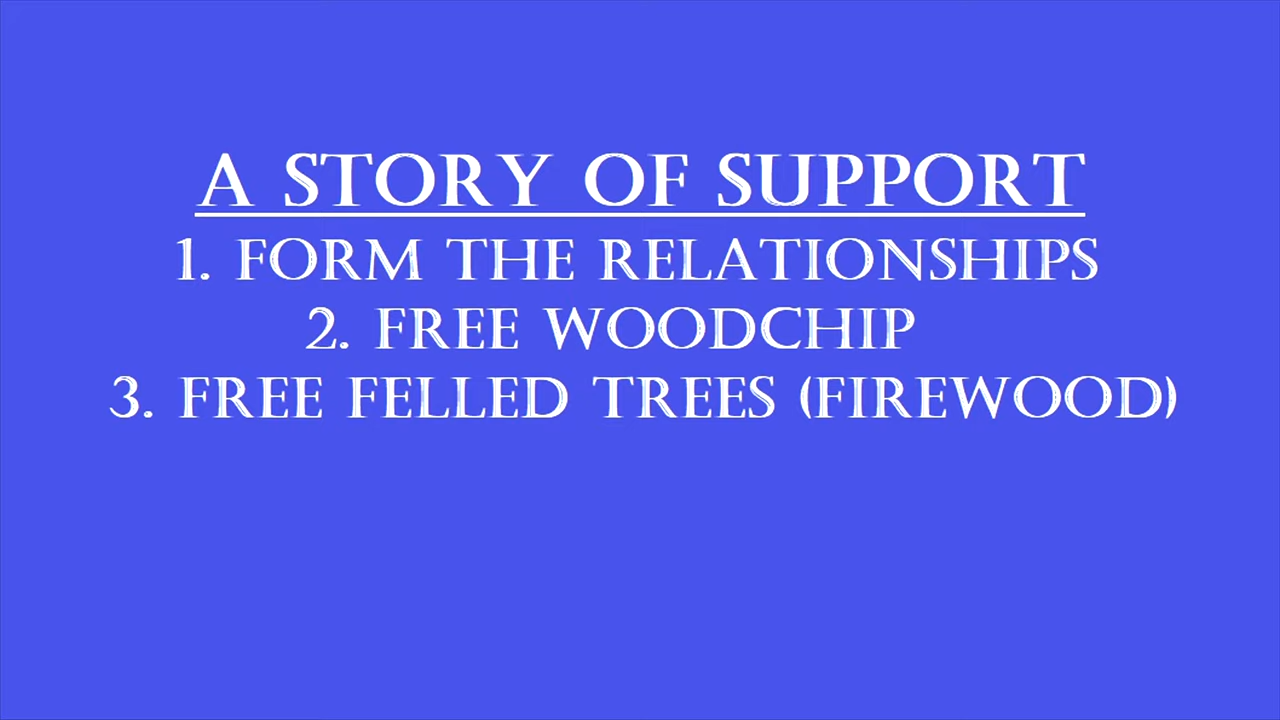 A STORY OF SUPPORT
1. FORM THE RELATIONSHIPS
2. FREE WOODCHIP
3. FREE FELLED TREES (FIREWOOD)